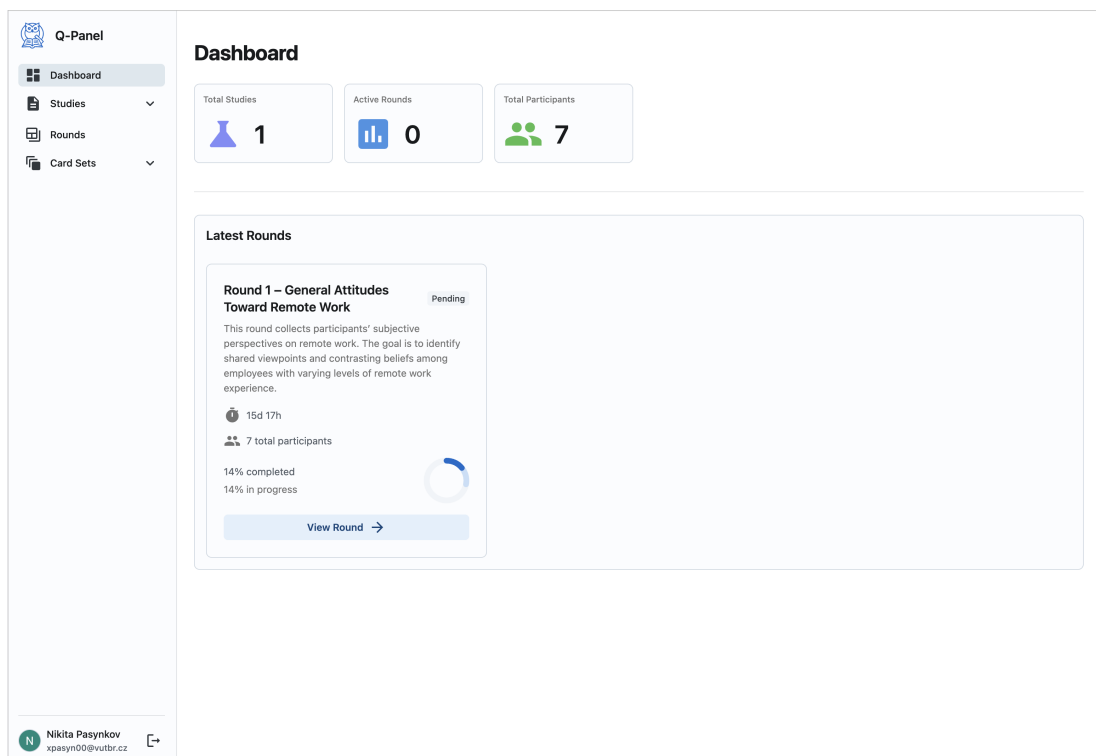 Q-Panel
Dashboard
Studies
Rounds
Card Sets
Nikita Pasynkov
N
xpasyn00@vutbr.cz
Dashboard
Total Studies
1
Active Rounds
0
Total Participants
7
Latest Rounds
Round 1 – General Attitudes
Toward Remote Work
Pending
This round collects participants' subjective
perspectives on remote work. The goal is to identify
shared viewpoints and contrasting beliefs among
employees with varying levels of remote work
experience.
15d 17h
7 total participants
14% completed
14% in progress
View Round